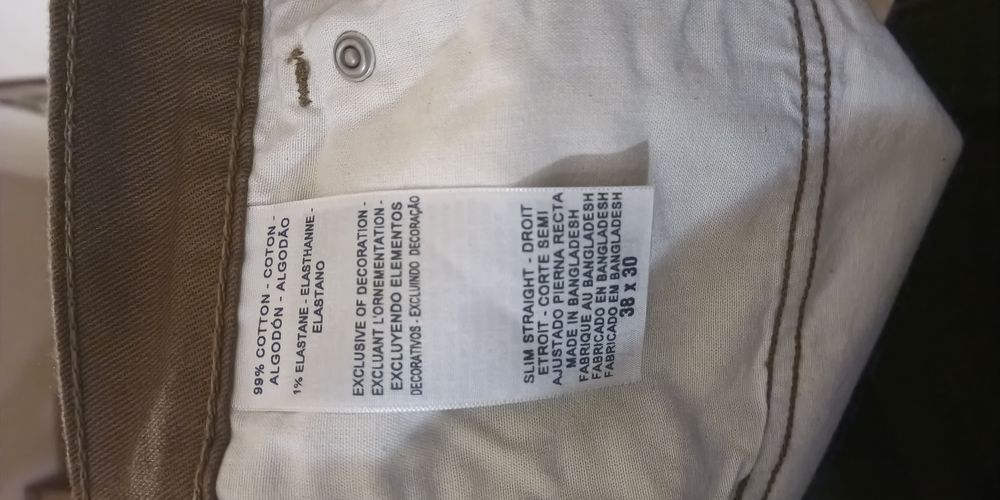 99% COTTON - COTON -
ALGODÓN - ALGODÃO
1% ELASTANE - ELASTHANNE -
ELASTANO
EXCLUSIVE OF DECORATION -
EXCLUANT L'ORNEMENTATION -
EXCLUYENDO ELEMENTOS
DECORATIVOS - EXCLUINDO DECORAÇÃO
SLIM STRAIGHT - DROIT
ETROIT - CORTE SEMI
AJUSTADO PIERNA RECTA
MADE IN BANGLADESH
FABRIQUE AU BANGLADESH
FABRICADO EN BANGLADESH
FABRICADO EM BANGLADESH
38 X 30